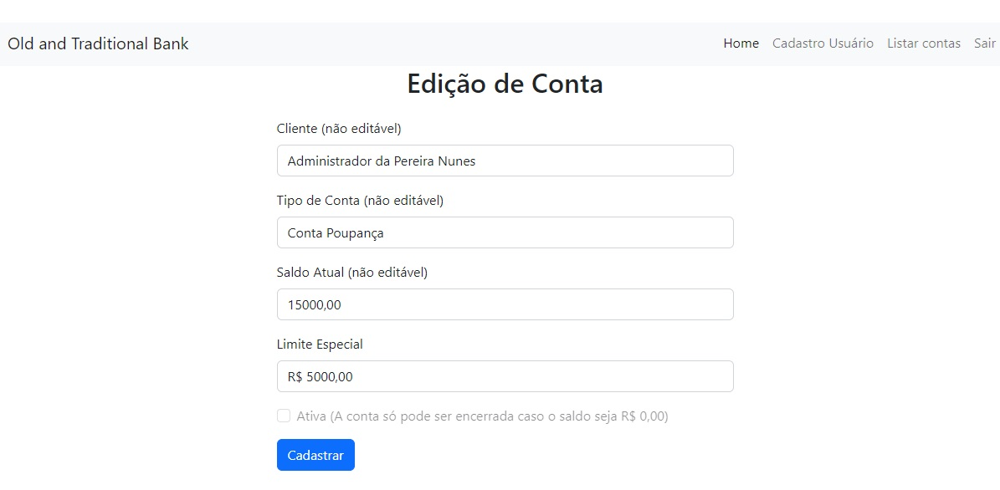 Old and Traditional Bank
Home Cadastro Usuário Listar contas Sair
Edição de Conta
Cliente (não editável)
Administrador da Pereira Nunes
Tipo de Conta (não editável)
Conta Poupança
Saldo Atual (não editável)
15000,00
Limite Especial
R$ 5000,00
Ativa (A conta só pode ser encerrada caso o saldo seja R$ 0,00)
Cadastrar